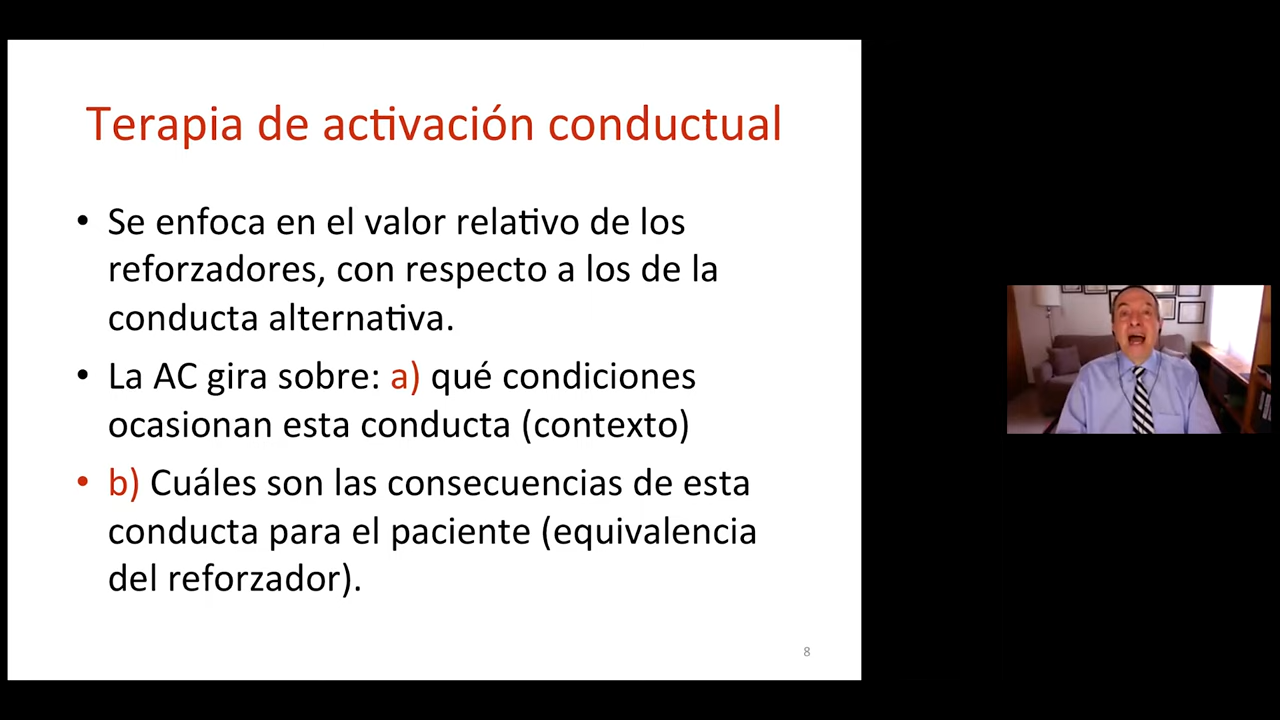 Terapia de activación conductual
• Se enfoca en el valor relativo de los
reforzadores, con respecto a los de la
conducta alternativa.
• La AC gira sobre: a) qué condiciones
ocasionan esta conducta (contexto)
• b) Cuáles son las consecuencias de esta
conducta para el paciente (equivalencia
del reforzador).
8